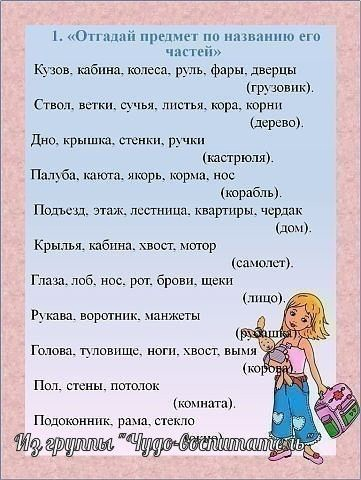 1. «Отгадай предмет по названию его
частей»
Кузов, кабина, колеса, руль, фары, дверцы
(грузовик).
Ствол, ветки, сучья, листья, кора, корни
(дерево).
Дно, крышка, стенки, ручки
(кастрюля).
Палуба, каюта, якорь, корма, нос
(корабль).
Подъезд, этаж, лестница, квартиры, чердак
(дом).
Крылья, кабина, хвост, мотор
(самолет).
Глаза, лоб, нос, рот, брови, щеки
(лицо).
Рукава, воротник, манжеты
(рубашка)
Голова, туловище, ноги, хвост, вымя
(корова)
Пол, стены, потолок
(комната).
Подоконник, рама, стекло
(окно).
Из группы "Чудо-воспитатель"